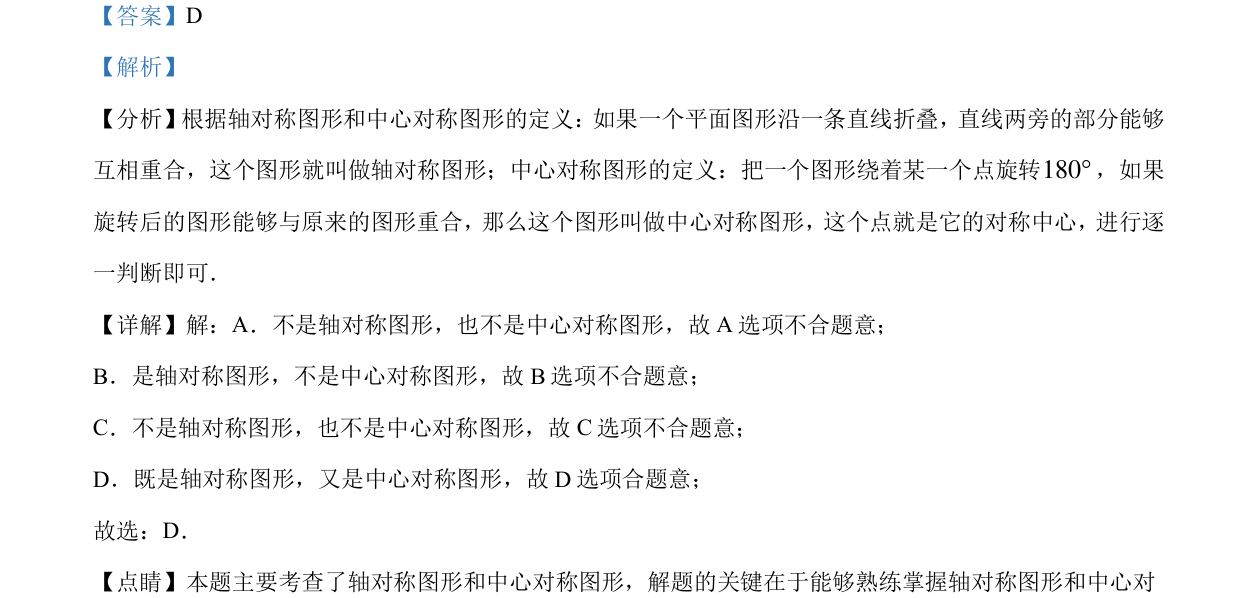 【答案】D
【解析】
【分析】根据轴对称图形和中心对称图形的定义：如果一个平面图形沿一条直线折叠，直线两旁的部分能够
互相重合，这个图形就叫做轴对称图形；中心对称图形的定义：把一个图形绕着某一个点旋转180°，如果
旋转后的图形能够与原来的图形重合，那么这个图形叫做中心对称图形，这个点就是它的对称中心，进行逐
一判断即可．
【详解】解：A．不是轴对称图形，也不是中心对称图形，故 A 选项不合题意；
B．是轴对称图形，不是中心对称图形，故 B 选项不合题意；
C．不是轴对称图形，也不是中心对称图形，故 C 选项不合题意；
D．既是轴对称图形，又是中心对称图形，故 D 选项合题意；
故选：D．
【点睛】本题主要考查了轴对称图形和中心对称图形，解题的关键在于能够熟练掌握轴对称图形和中心对